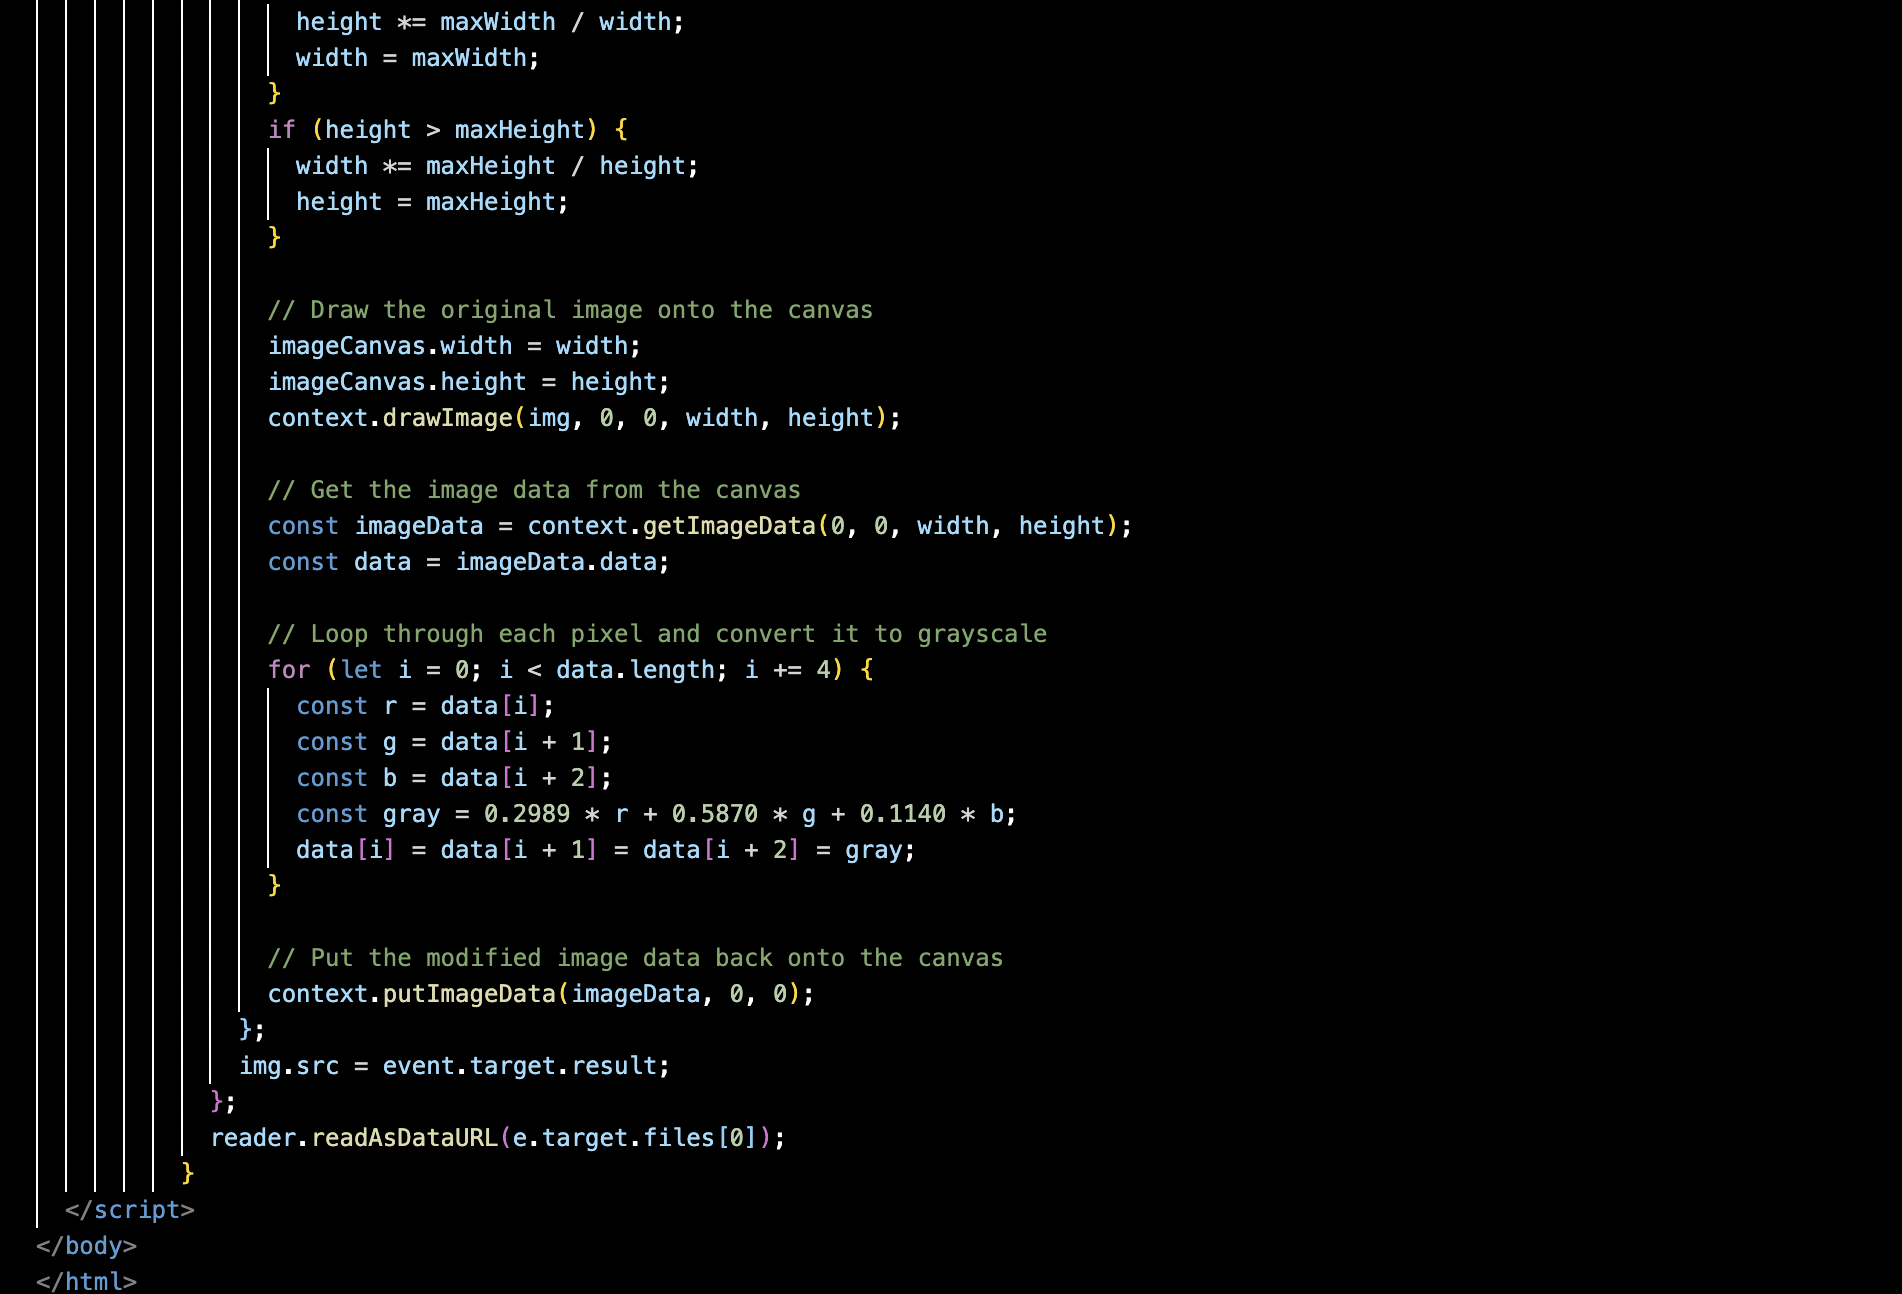 height *= maxWidth / width;
width = maxWidth;
}
if (height > maxHeight) {
width *= maxHeight / height;
height = maxHeight;
}
// Draw the original image onto the canvas
imageCanvas.width = width;
imageCanvas.height = height;
context.drawImage(img, 0, 0, width, height);
// Get the image data from the canvas
const imageData = context.getImageData(0, 0, width, height);
const data = imageData.data;
// Loop through each pixel and convert it to grayscale
for (let i = 0; i < data.length; i += 4) {
const r = data[i];
const g = data[i + 1];
const b = data[i + 2];
const gray = 0.2989 * r + 0.5870 * g + 0.1140 * b;
data[i] = data[i + 1] = data[i + 2] = gray;
}
// Put the modified image data back onto the canvas
context.putImageData(imageData, 0, 0);
};
img.src = event.target.result;
};
reader.readAsDataURL(e.target.files[0]);
}
</script>
</body>
</html>